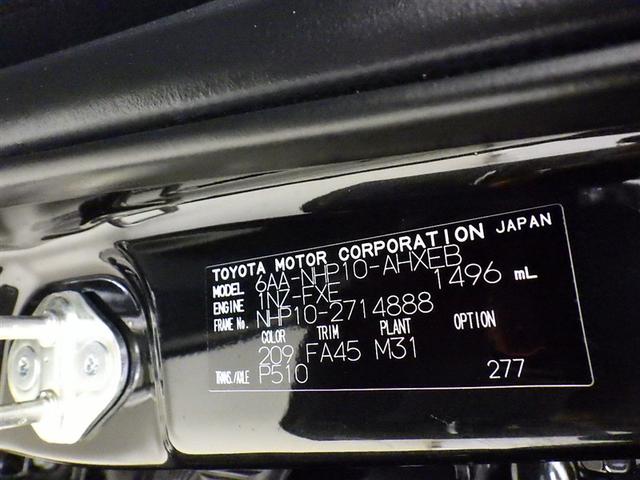 TOYOTA MOTOR CORPORATION JAPAN
MODEL 6AA-NHP10-AHXEB
ENGINE 1NZ-FXE 1496 mL
FRAME No. NHP10-2714888
COLOR TRIM PLANT OPTION
209 FA45 M31
TRANS./AXLE P510 277